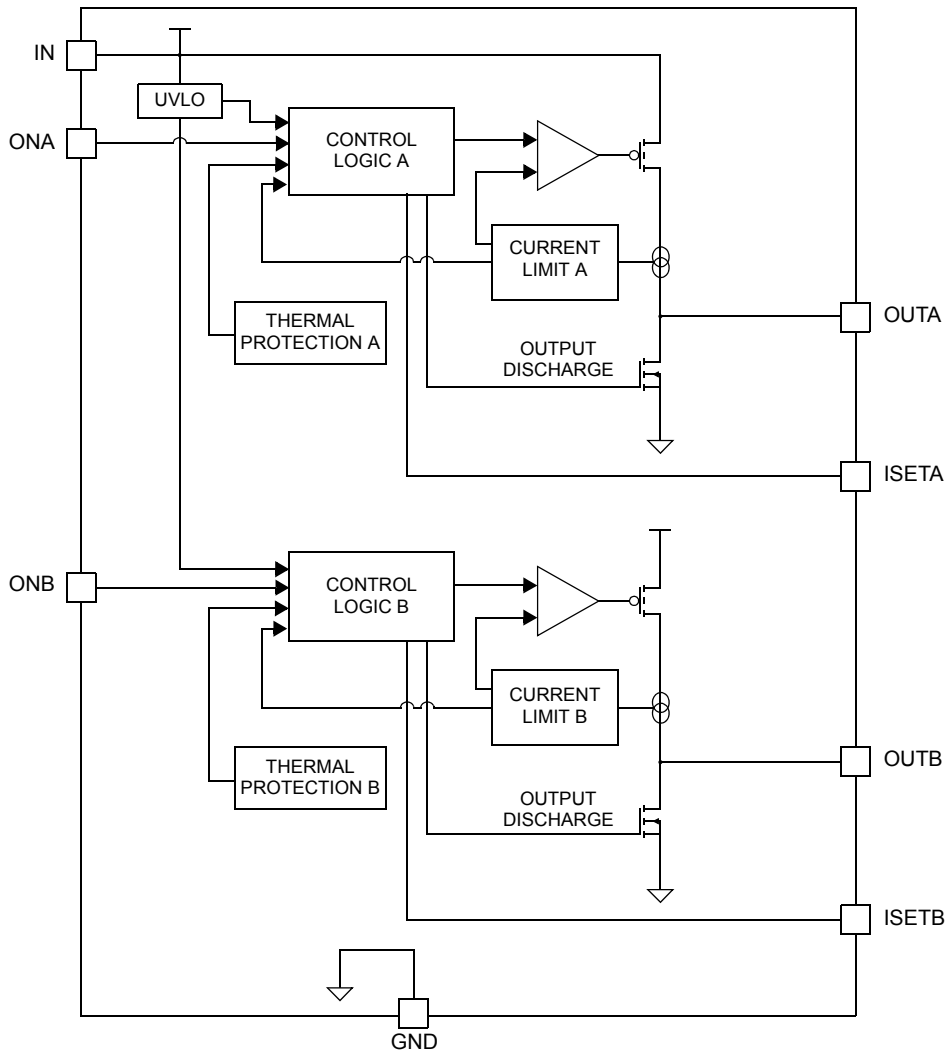 IN
UVLO
ONA
CONTROL
LOGIC A
CURRENT
LIMIT A
THERMAL
PROTECTION A
OUTPUT
DISCHARGE
OUTA
ISETA
ONB
CONTROL
LOGIC B
CURRENT
LIMIT B
THERMAL
PROTECTION B
OUTPUT
DISCHARGE
OUTB
ISETB
GND